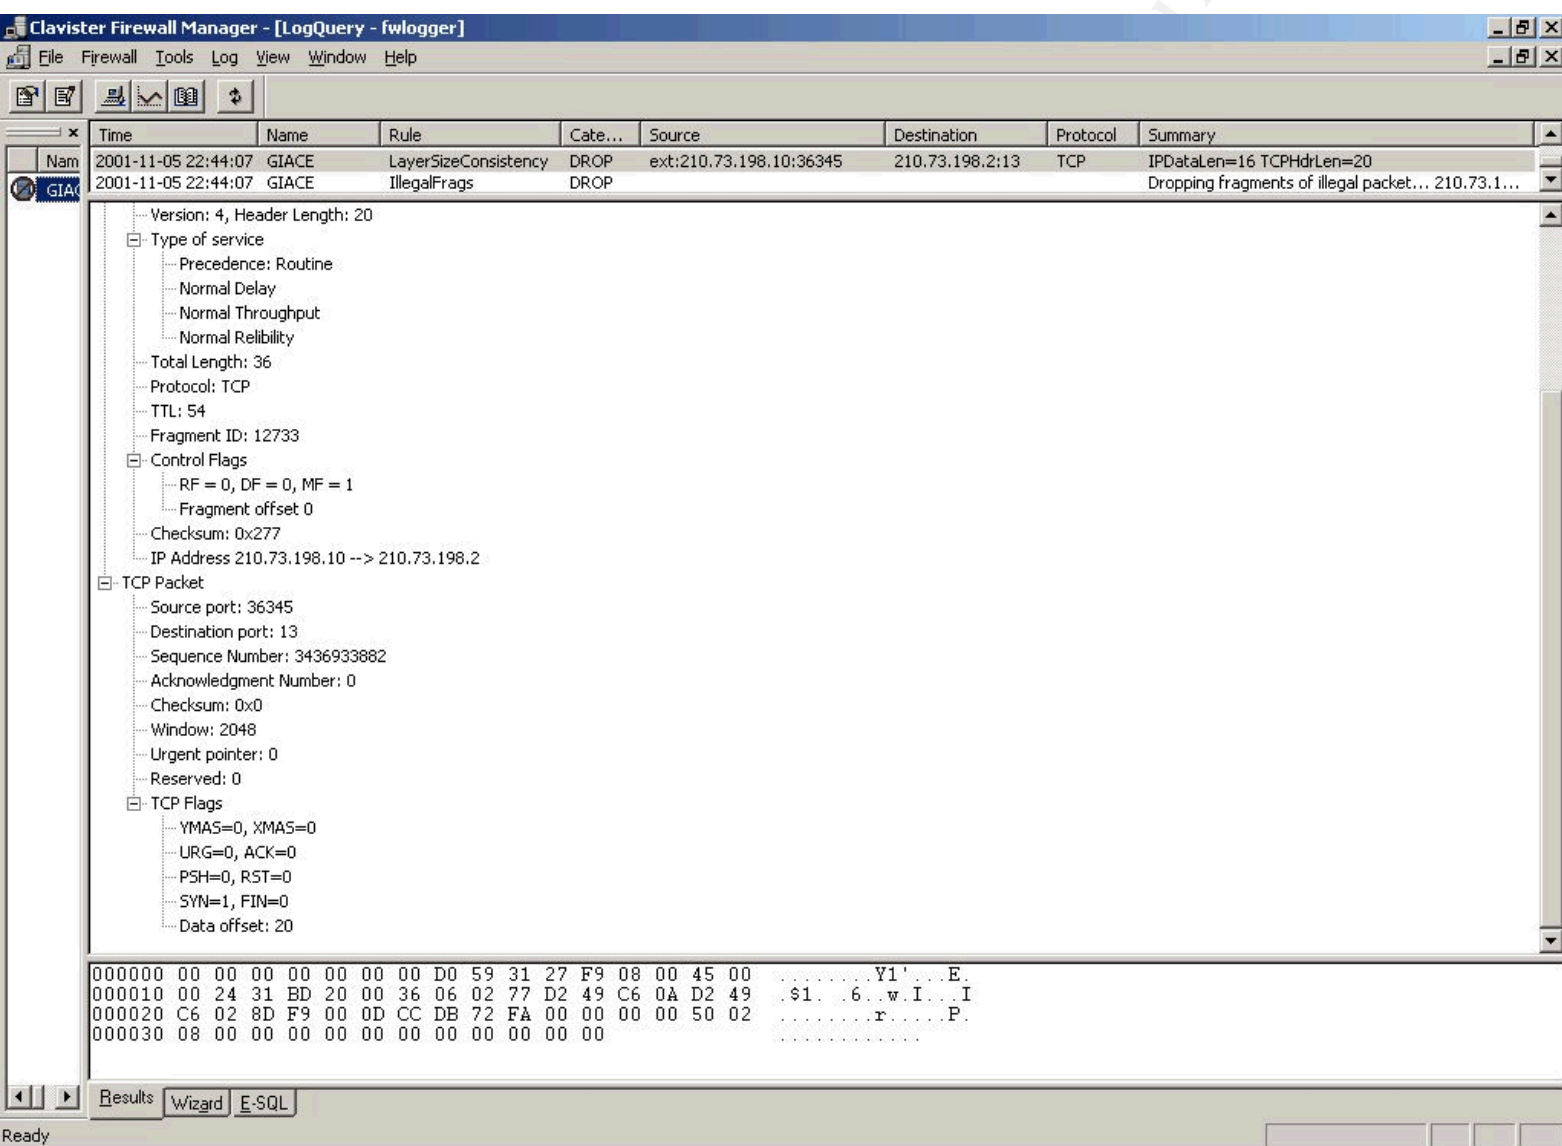 Clavister Firewall Manager - [LogQuery - fwlogger]
File Firewall Tools Log View Window Help
Nam
GIAC
Time Name Rule Cate... Source Destination Protocol Summary
2001-11-05 22:44:07 GIACE LayerSizeConsistency DROP ext:210.73.198.10:36345 210.73.198.2:13 TCP IPDataLen=16 TCPHdrLen=20
2001-11-05 22:44:07 GIACE IllegalFrags DROP Dropping fragments of illegal packet... 210.73.1...
Version: 4, Header Length: 20
Type of service
Precedence: Routine
Normal Delay
Normal Throughput
Normal Relibility
Total Length: 36
Protocol: TCP
TTL: 54
Fragment ID: 12733
Control Flags
RF = 0, DF = 0, MF = 1
Fragment offset 0
Checksum: 0x277
IP Address 210.73.198.10 --> 210.73.198.2
TCP Packet
Source port: 36345
Destination port: 13
Sequence Number: 3436933882
Acknowledgment Number: 0
Checksum: 0x0
Window: 2048
Urgent pointer: 0
Reserved: 0
TCP Flags
YMAS=0, XMAS=0
URG=0, ACK=0
PSH=0, RST=0
SYN=1, FIN=0
Data offset: 20
000000 00 00 00 00 00 00 00 D0 59 31 27 F9 08 00 45 00 ........Y1'...E.
000010 00 24 31 BD 20 00 36 06 02 77 D2 49 C6 0A D2 49 .$1. .6..w.I...I
000020 C6 02 8D F9 00 0D CC DB 72 FA 00 00 00 00 50 02 ........r.....P.
000030 08 00 00 00 00 00 00 00 00 00 00 00 ............
Results Wizard E-SQL
Ready